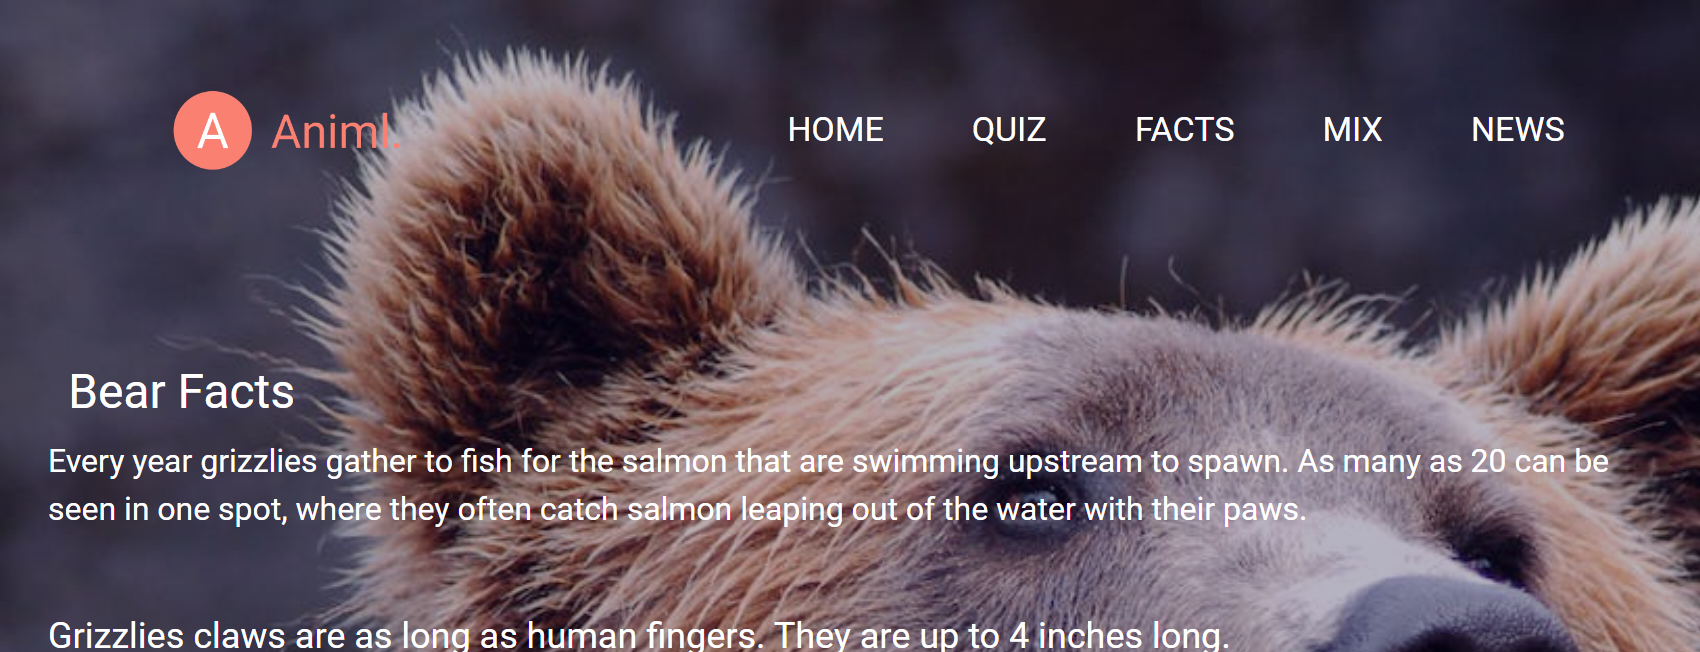 A Animl. HOME QUIZ FACTS MIX NEWS
Bear Facts
Every year grizzlies gather to fish for the salmon that are swimming upstream to spawn. As many as 20 can be
seen in one spot, where they often catch salmon leaping out of the water with their paws.
Grizzlies claws are as long as human fingers. They are up to 4 inches long.